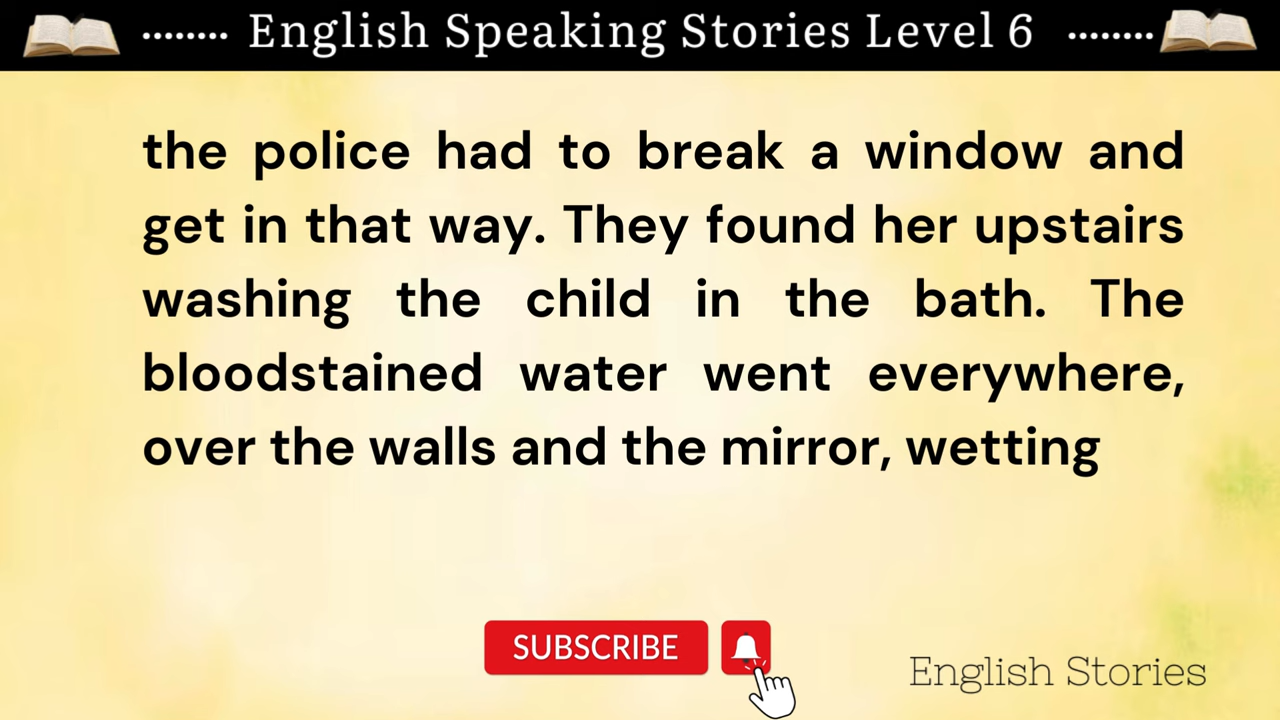 ........ English Speaking Stories Level 6 ........
the police had to break a window and
get in that way. They found her upstairs
washing the child in the bath. The
bloodstained water went everywhere,
over the walls and the mirror, wetting
SUBSCRIBE
English Stories